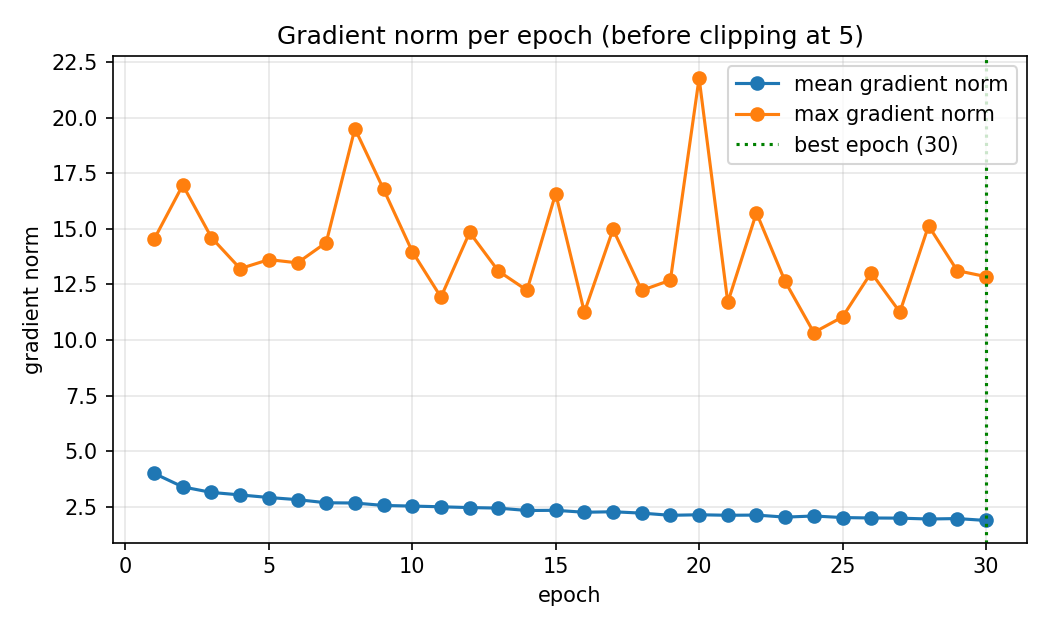 Gradient norm per epoch (before clipping at 5)
22.5
20.0
17.5
15.0
12.5
10.0
7.5
5.0
2.5
gradient norm
mean gradient norm
max gradient norm
best epoch (30)
0 5 10 15 20 25 30
epoch